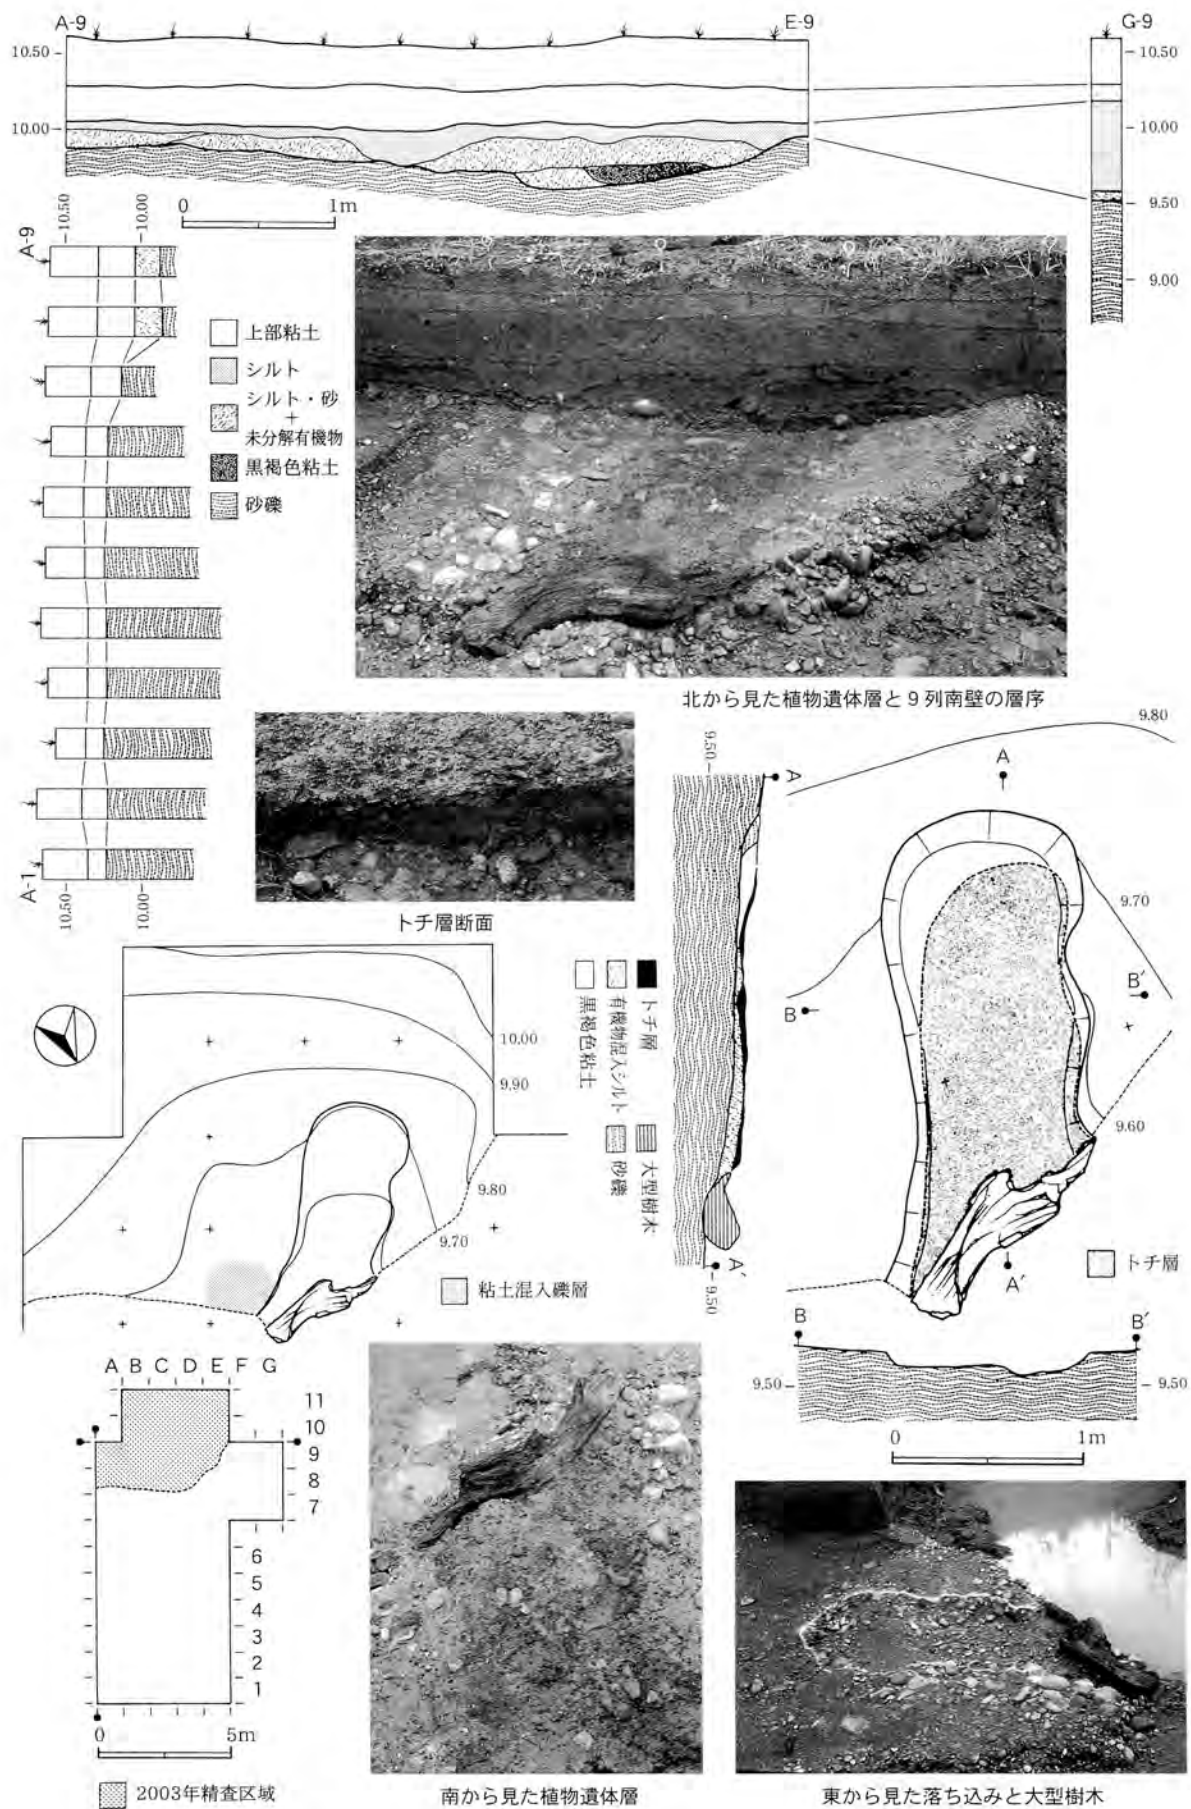 A-9
E-9
G-9
10.50
10.00
10.50
10.00
9.50
9.00
0
1m
10.50
10.00
A-9
上部粘土
シルト
シルト・砂
+
未分解有機物
黒褐色粘土
砂礫
A-1
10.50
10.00
北から見た植物遺体層と9列南壁の層序
トチ層断面
9.50
A
A'
9.50
トチ層
有機物混入シルト
黒褐色粘土
大型樹木
砂礫
9.80
A
9.70
B
B'
9.60
A'
トチ層
B
B'
9.50
9.50
0
1m
10.00
9.90
9.80
9.70
粘土混入礫層
A B C D E F G
11
10
9
8
7
6
5
4
3
2
1
0
5m
2003年精査区域
南から見た植物遺体層
東から見た落ち込みと大型樹木